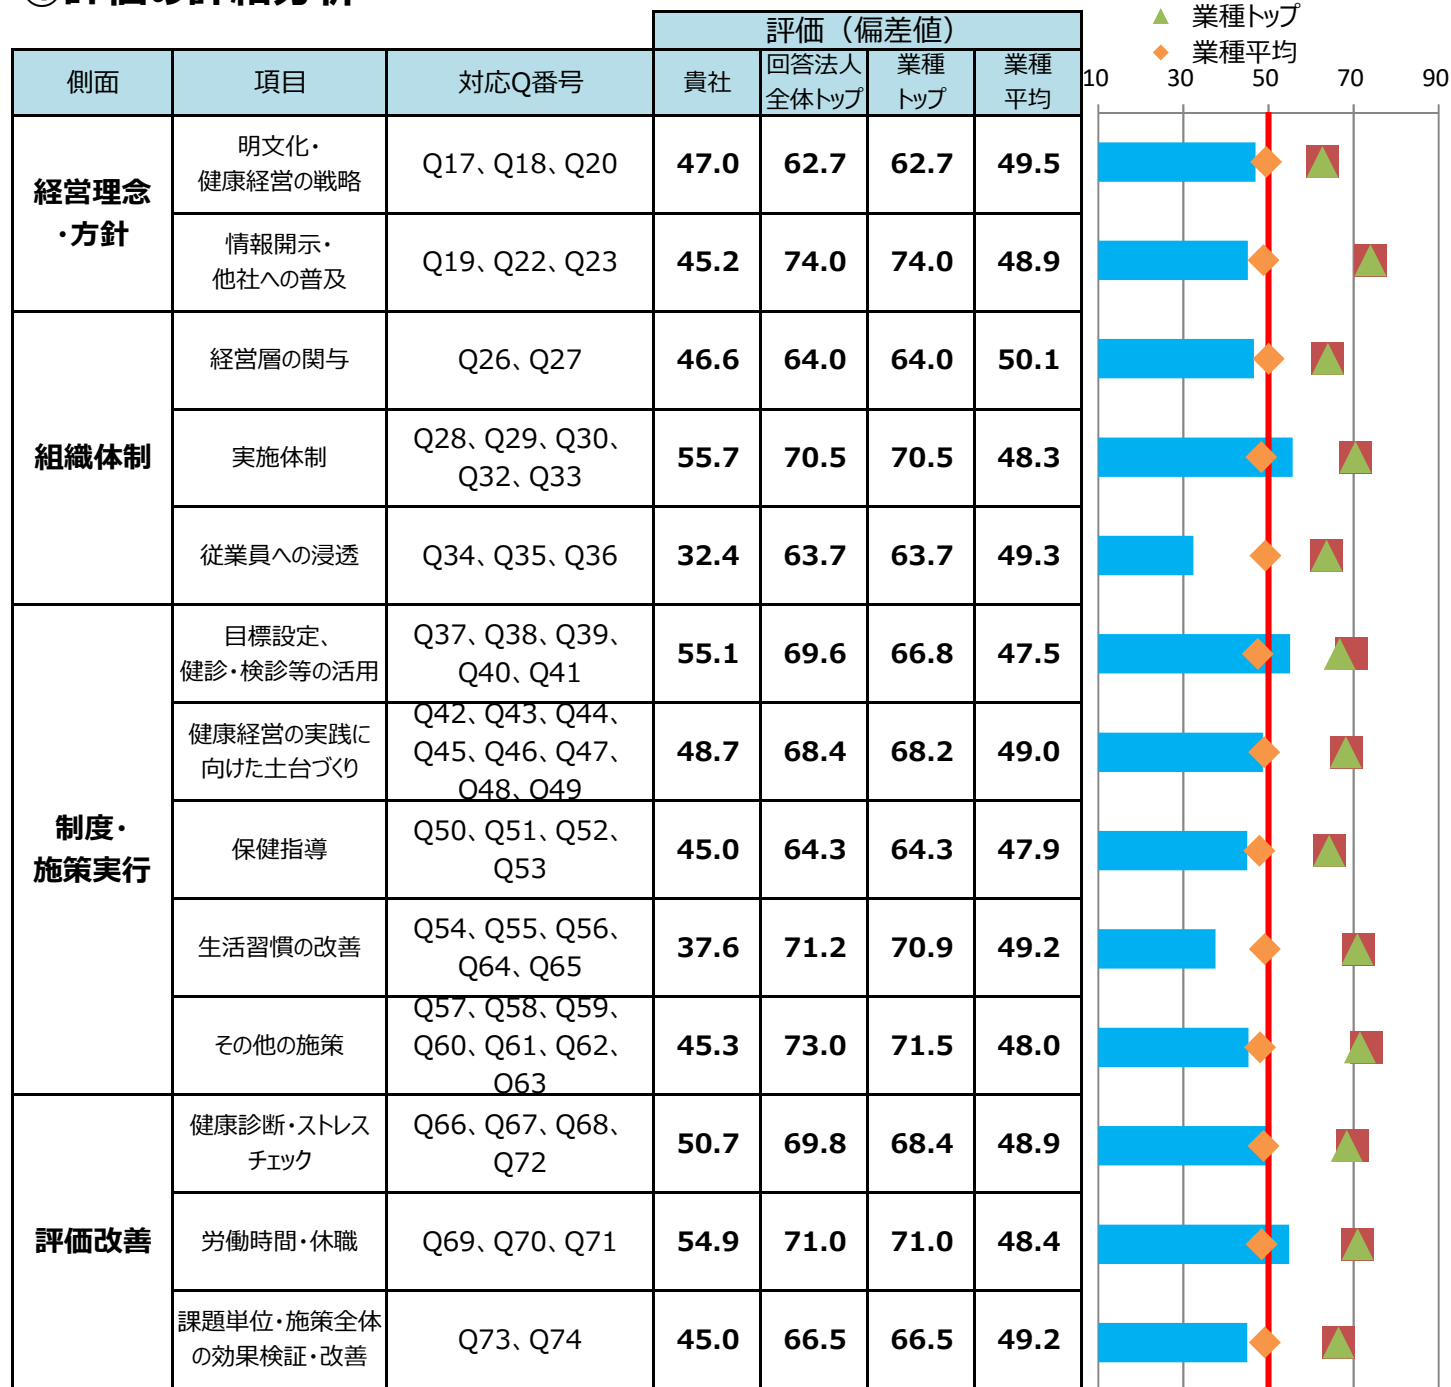 ①評価の詳細分析
▲ 業種トップ
◆ 業種平均
10 30 50 70 90
評価（偏差値）
側面 項目 対応Q番号 貴社 回答法人全体トップ 業種トップ 業種平均
経営理念・方針
明文化・健康経営の戦略 Q17、Q18、Q20 47.0 62.7 62.7 49.5
情報開示・他社への普及 Q19、Q22、Q23 45.2 74.0 74.0 48.9
組織体制
経営層の関与 Q26、Q27 46.6 64.0 64.0 50.1
実施体制 Q28、Q29、Q30、Q32、Q33 55.7 70.5 70.5 48.3
従業員への浸透 Q34、Q35、Q36 32.4 63.7 63.7 49.3
制度・施策実行
目標設定、健診・検診等の活用 Q37、Q38、Q39、Q40、Q41 55.1 69.6 66.8 47.5
健康経営の実践に向けた土台づくり Q42、Q43、Q44、Q45、Q46、Q47、Q48、Q49 48.7 68.4 68.2 49.0
保健指導 Q50、Q51、Q52、Q53 45.0 64.3 64.3 47.9
生活習慣の改善 Q54、Q55、Q56、Q64、Q65 37.6 71.2 70.9 49.2
その他の施策 Q57、Q58、Q59、Q60、Q61、Q62、Q63 45.3 73.0 71.5 48.0
評価改善
健康診断・ストレスチェック Q66、Q67、Q68、Q72 50.7 69.8 68.4 48.9
労働時間・休職 Q69、Q70、Q71 54.9 71.0 71.0 48.4
課題単位・施策全体の効果検証・改善 Q73、Q74 45.0 66.5 66.5 49.2